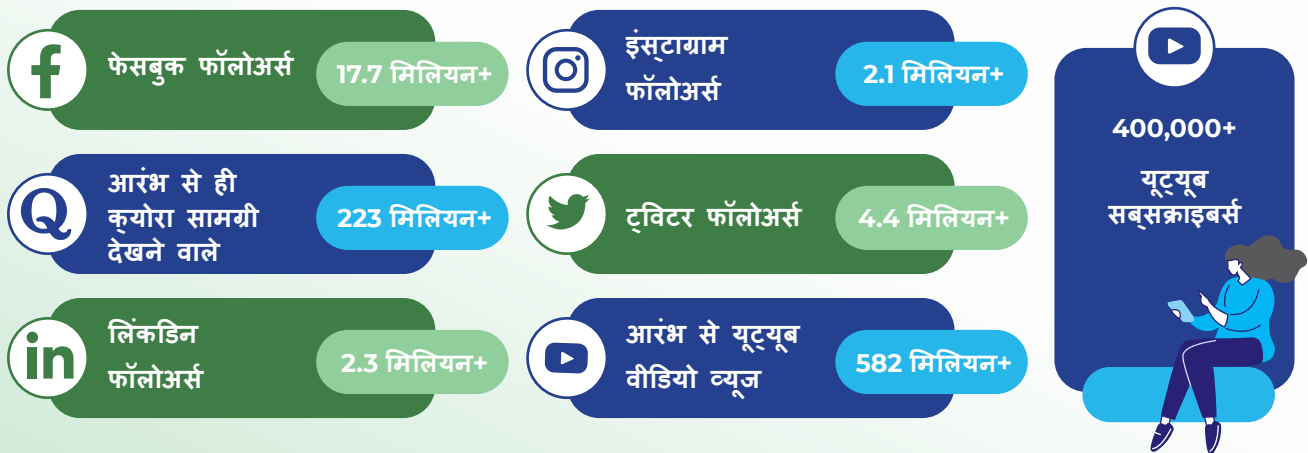 फेसबुक फॉलोअर्स
17.7 मिलियन+
इंस्टाग्राम
फॉलोअर्स
2.1 मिलियन+
आरंभ से ही
क्योरा सामग्री
देखने वाले
223 मिलियन+
ट्विटर फॉलोअर्स
4.4 मिलियन+
लिंकडिन
फॉलोअर्स
2.3 मिलियन+
आरंभ से यूट्यूब
वीडियो व्यूज
582 मिलियन+
400,000+
यूट्यूब
सब्सक्राइबर्स